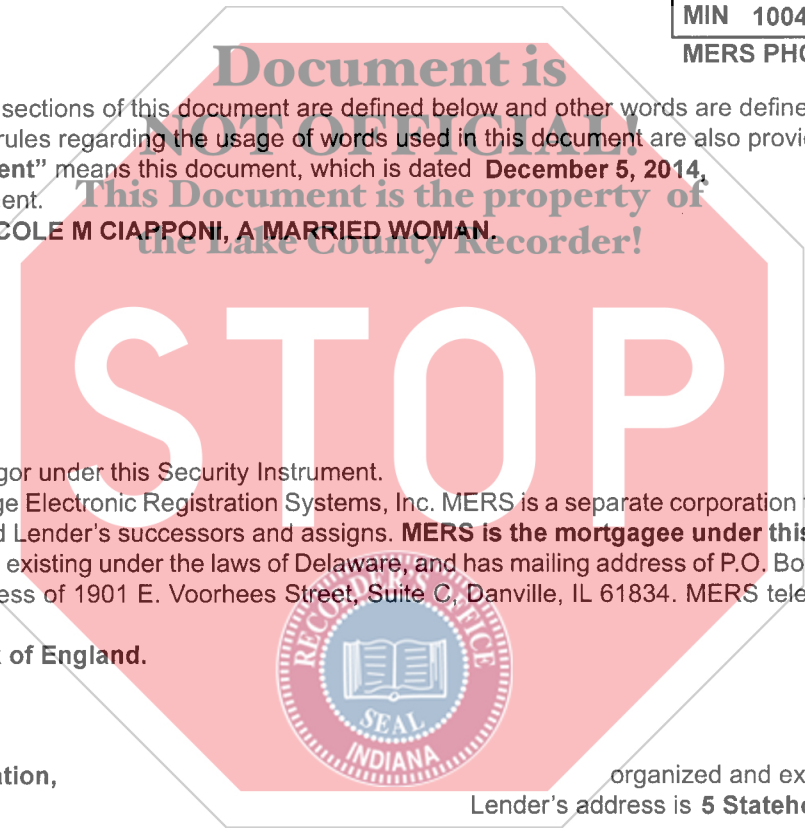 MIN 1004
MERS PHO
Document is
sections of this document are defined below and other words are define
NOT OFFICIAL!
rules regarding the usage of words used in this document are also provi
ent" means this document, which is dated December 5, 2014,
This Document is the property of
ent.
COLE M CIAPPONI, A MARRIED WOMAN.
the Lake County Recorder!
STOP
gor under this Security Instrument.
ge Electronic Registration Systems, Inc. MERS is a separate corporation
d Lender's successors and assigns. MERS is the mortgagee under this
existing under the laws of Delaware, and has mailing address of P.O. Bo
ess of 1901 E. Voorhees Street, Suite C, Danville, IL 61834. MERS tele
RECORDER'S OFFICE
of England.
SEAL
INDIANA
ation,
organized and ex
Lender's address is 5 Stateho